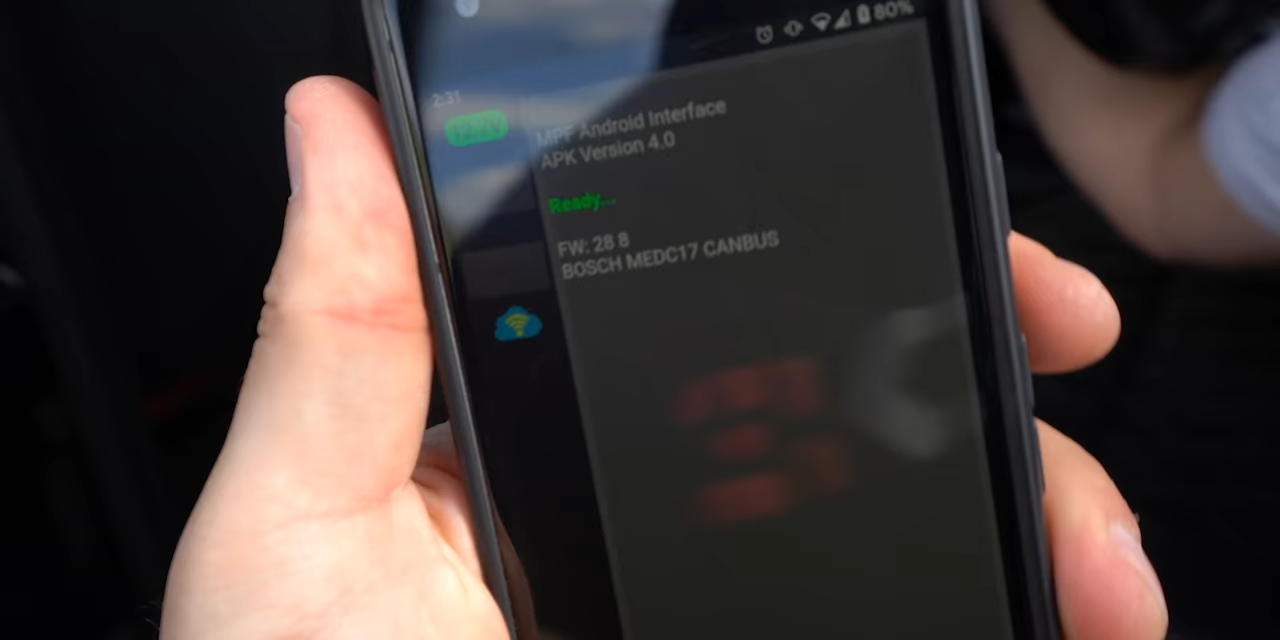 80%
2:31
MPF Android Interface
APK Version 4.0
Ready...
FW: 28 8
BOSCH MEDC17 CANBUS